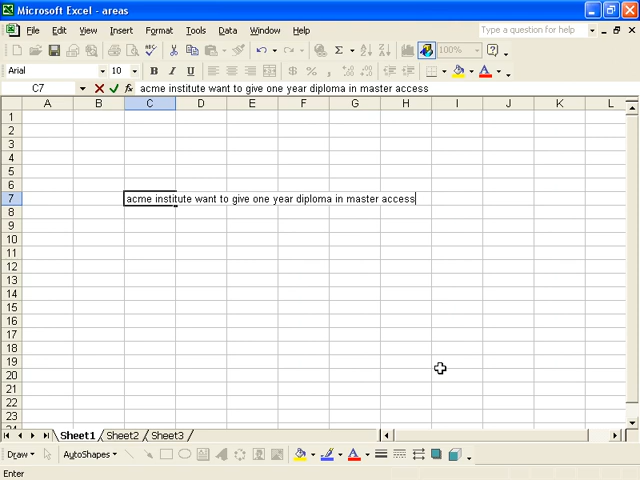 Microsoft Excel - areas
File Edit View Insert Format Tools Data Window Help Type a question for help
100%
Arial 10 B I U $ % ,
C7 fx acme institute want to give one year diploma in master access
A B C D E F G H I J K L
1
2
3
4
5
6
7 acme institute want to give one year diploma in master access
8
9
10
11
12
13
14
15
16
17
18
19
20
21
22
23
24
Sheet1 Sheet2 Sheet3
Draw AutoShapes
Enter